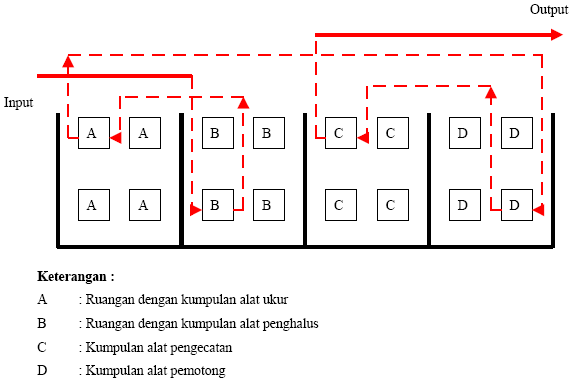 Output
Input
A A B B C C D D
A A B B C C D D
Keterangan :
A : Ruangan dengan kumpulan alat ukur
B : Ruangan dengan kumpulan alat penghalus
C : Kumpulan alat pengecatan
D : Kumpulan alat pemotong